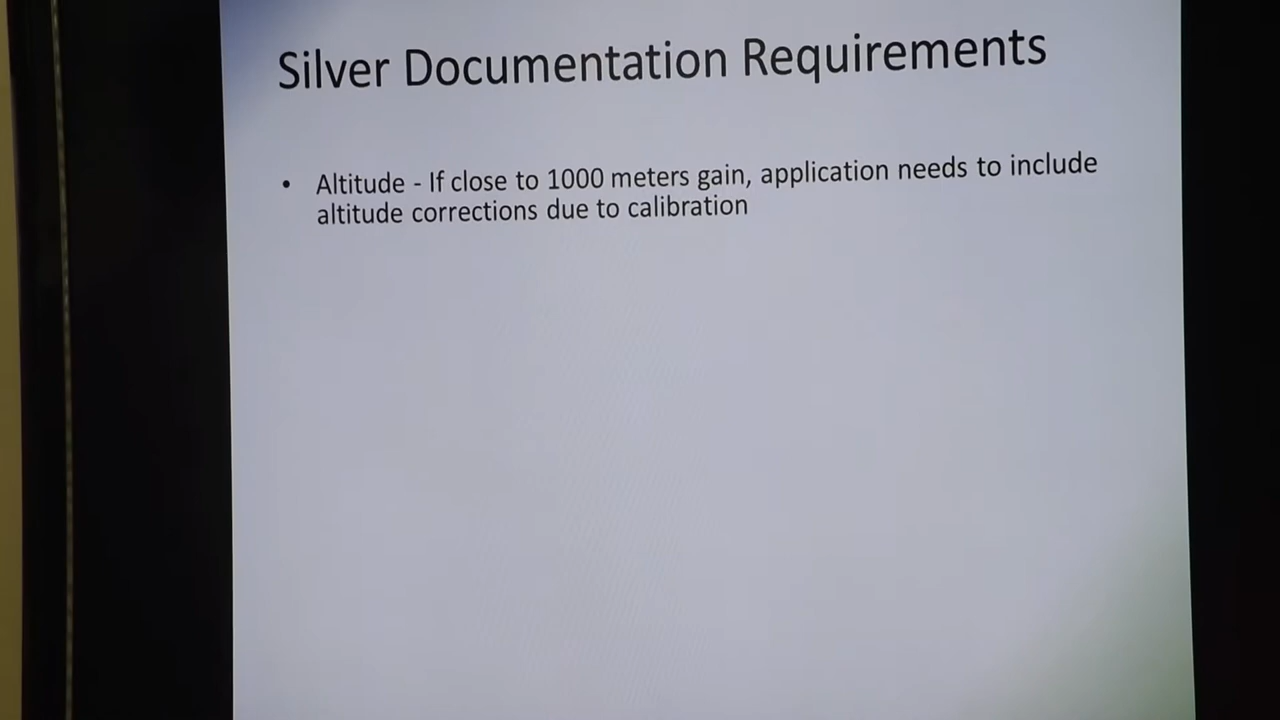 Silver Documentation Requirements
• Altitude - If close to 1000 meters gain, application needs to include
altitude corrections due to calibration